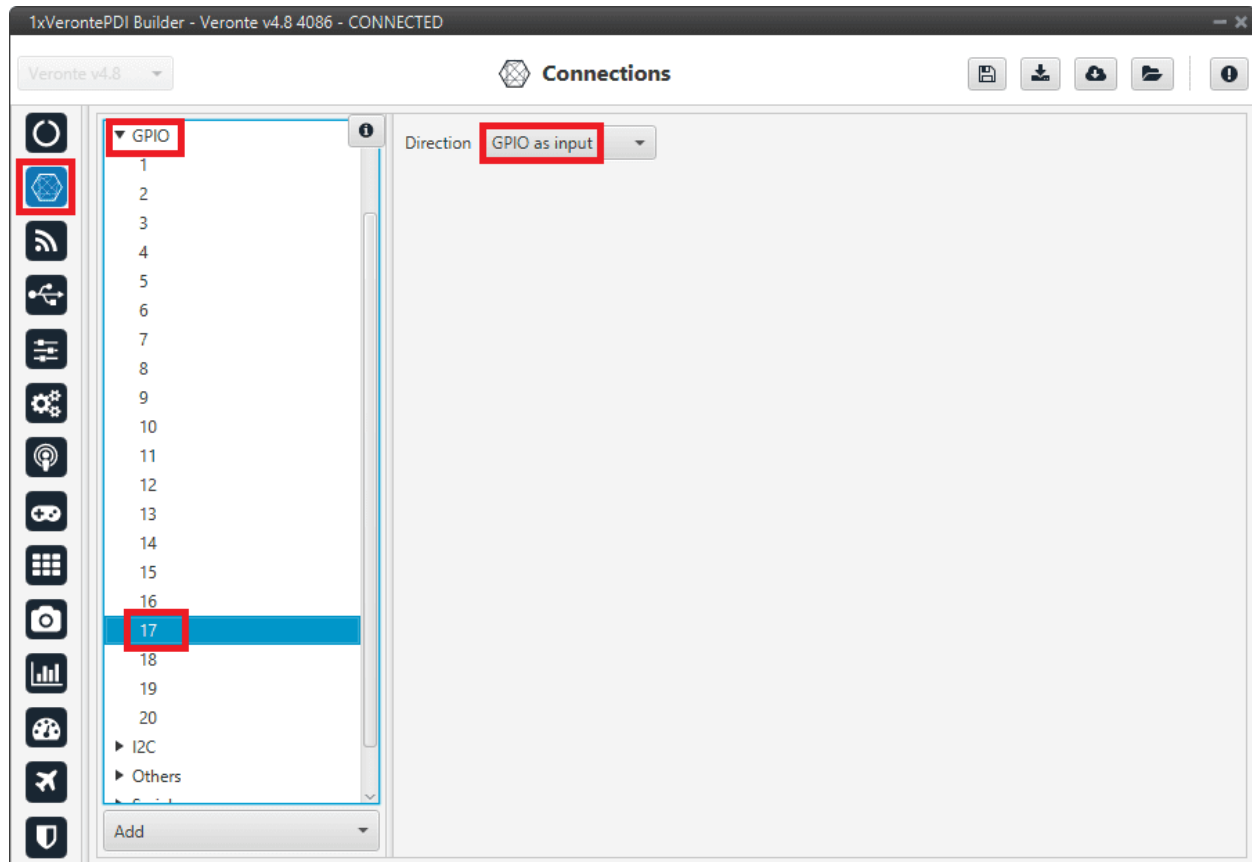 1xVerontePDI Builder - Veronte v4.8 4086 - CONNECTED
Veronte v4.8
Connections
GPIO
Direction GPIO as input
1
2
3
4
5
6
7
8
9
10
11
12
13
14
15
16
17
18
19
20
I2C
Others
Add